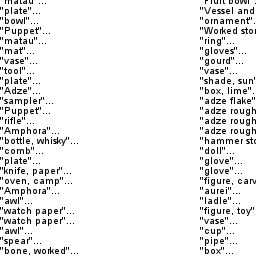 "matau"...
"plate"...
"bowl"...
"Puppet"...
"matau"...
"mat"...
"vase"...
"tool"...
"plate"...
"Adze"...
"sampler"...
"Puppet"...
"rifle"...
"Amphora"...
"bottle, whisky"...
"comb"...
"plate"...
"knife, paper"...
"oven, camp"...
"Amphora"...
"awl"...
"watch paper"...
"watch paper"...
"awl"...
"spear"...
"bone, worked"...
"Fruit bowl"
"Vessel and
"ornament"...
"Worked sto
"ring"...
"gloves"...
"gourd"...
"vase"...
"shade, sun"
"box, lime".
"adze flake"
"adze rough
"adze rough
"adze rough
"hammer sto
"doll"...
"glove"...
"glove"...
"figure, carv
"aurei"...
"ladle"...
"figure, toy"
"vase"...
"cup"...
"pipe"...
"box"...